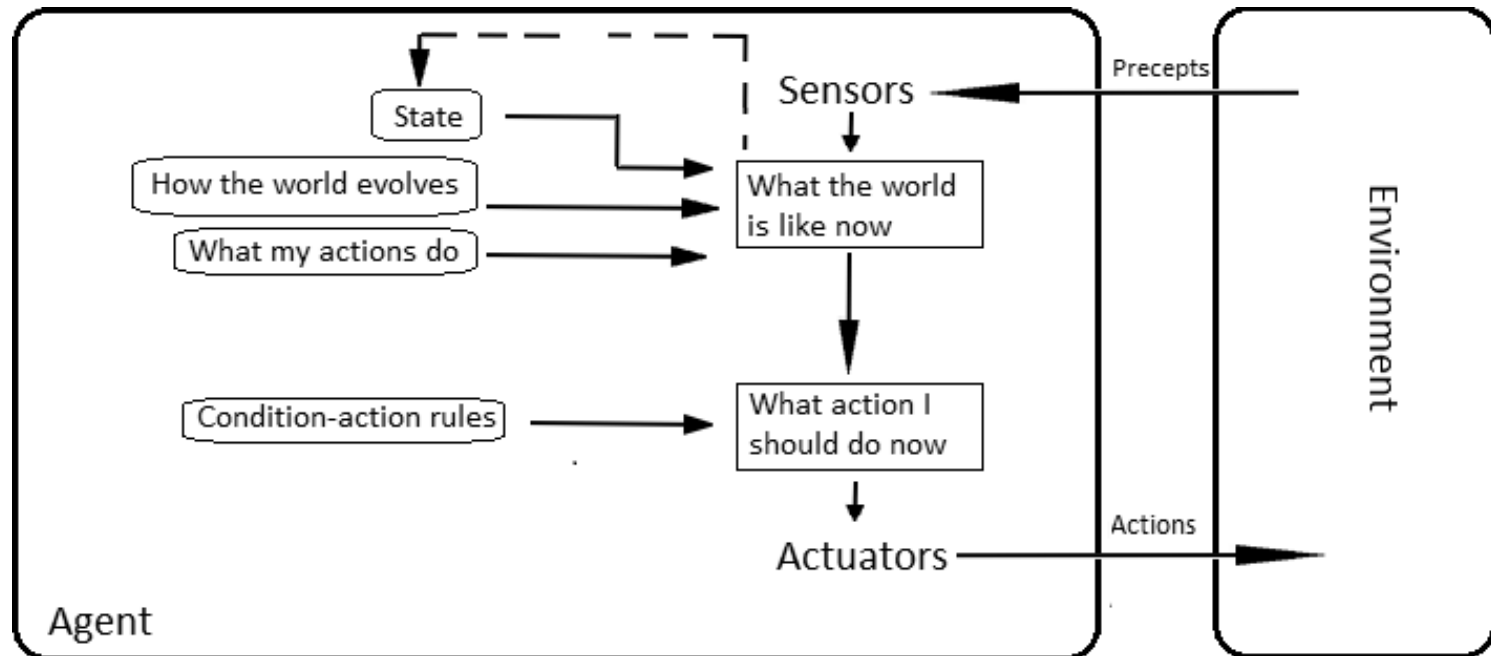 Precepts
Sensors
State
How the world evolves
What the world
is like now
What my actions do
Environment
Condition-action rules
What action I
should do now
Actions
Actuators
Agent